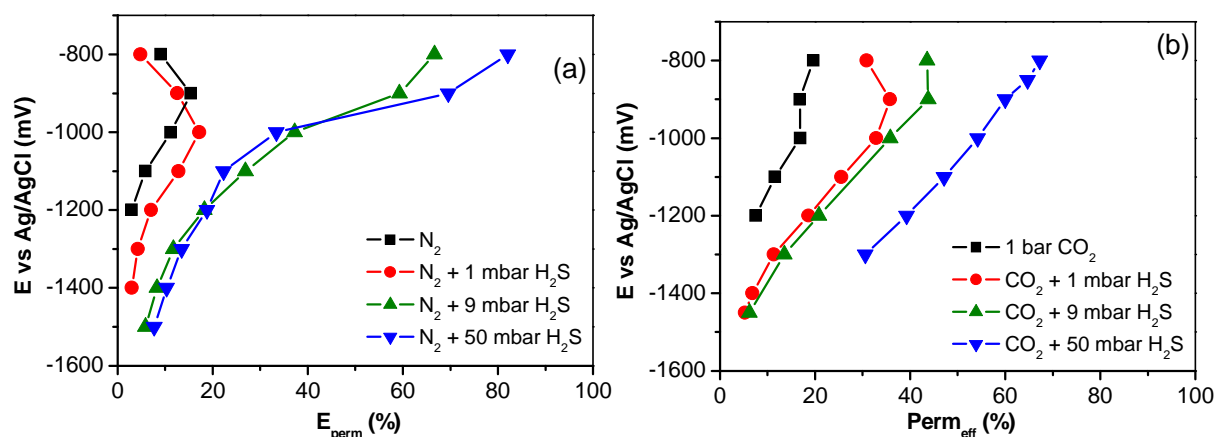 (a)
E vs Ag/AgCl (mV)
-800
-1000
-1200
-1400
-1600
0 20 40 60 80 100
E_perm (%)
N₂
N₂ + 1 mbar H₂S
N₂ + 9 mbar H₂S
N₂ + 50 mbar H₂S
(b)
E vs Ag/AgCl (mV)
-800
-1000
-1200
-1400
-1600
0 20 40 60 80 100
Perm_eff (%)
1 bar CO₂
CO₂ + 1 mbar H₂S
CO₂ + 9 mbar H₂S
CO₂ + 50 mbar H₂S